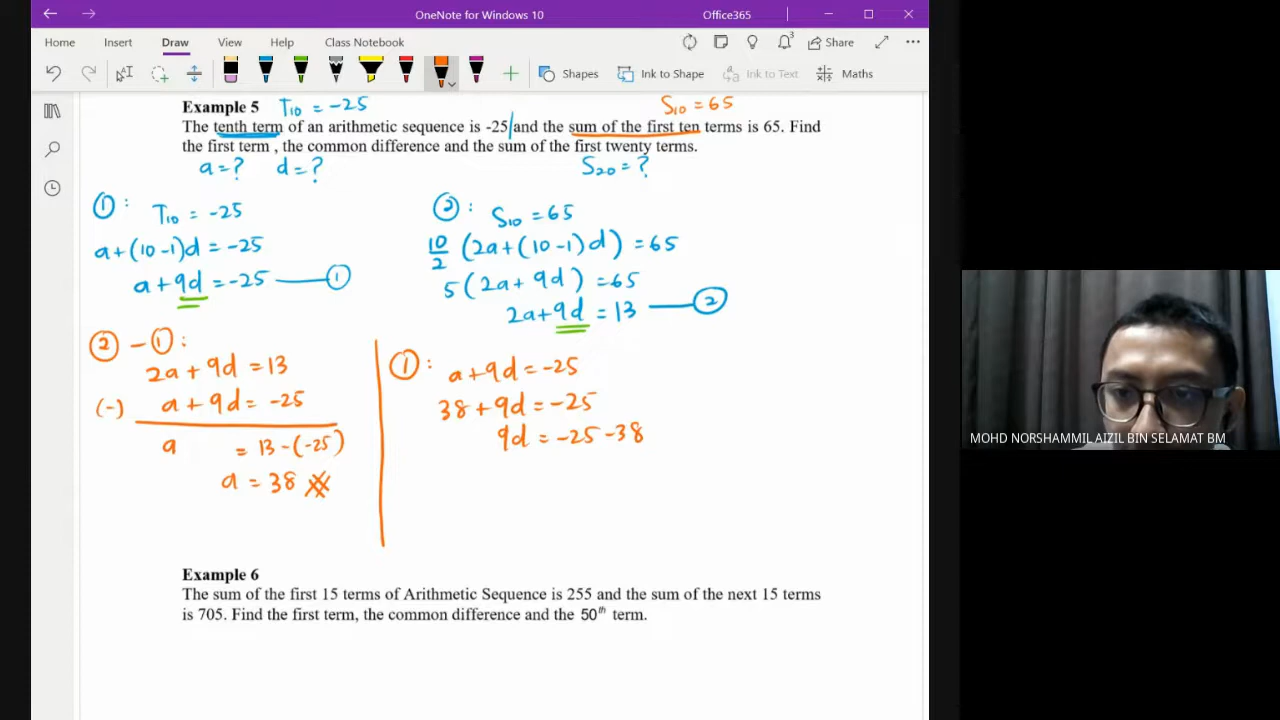 OneNote for Windows 10
Office365
Home Insert Draw View Help Class Notebook
3
Share
Shapes Ink to Shape Ink to Text Maths
Example 5 T10 = -25 S10 = 65
The tenth term of an arithmetic sequence is -25 and the sum of the first ten terms is 65. Find
the first term , the common difference and the sum of the first twenty terms.
a = ? d = ? S20 = ?
① :
T10 = -25
a + (10 - 1)d = -25
a + 9d = -25 —— ①
② :
S10 = 65
10/2 (2a + (10 - 1) d) = 65
5 (2a + 9d) = 65
2a + 9d = 13 —— ②
② - ① :
2a + 9d = 13
(-) a + 9d = -25
a = 13 - (-25)
a = 38
① : a + 9d = -25
38 + 9d = -25
9d = -25 - 38
Example 6
The sum of the first 15 terms of Arithmetic Sequence is 255 and the sum of the next 15 terms
is 705. Find the first term, the common difference and the 50th term.
MOHD NORSHAMMIL AIZIL BIN SELAMAT BM